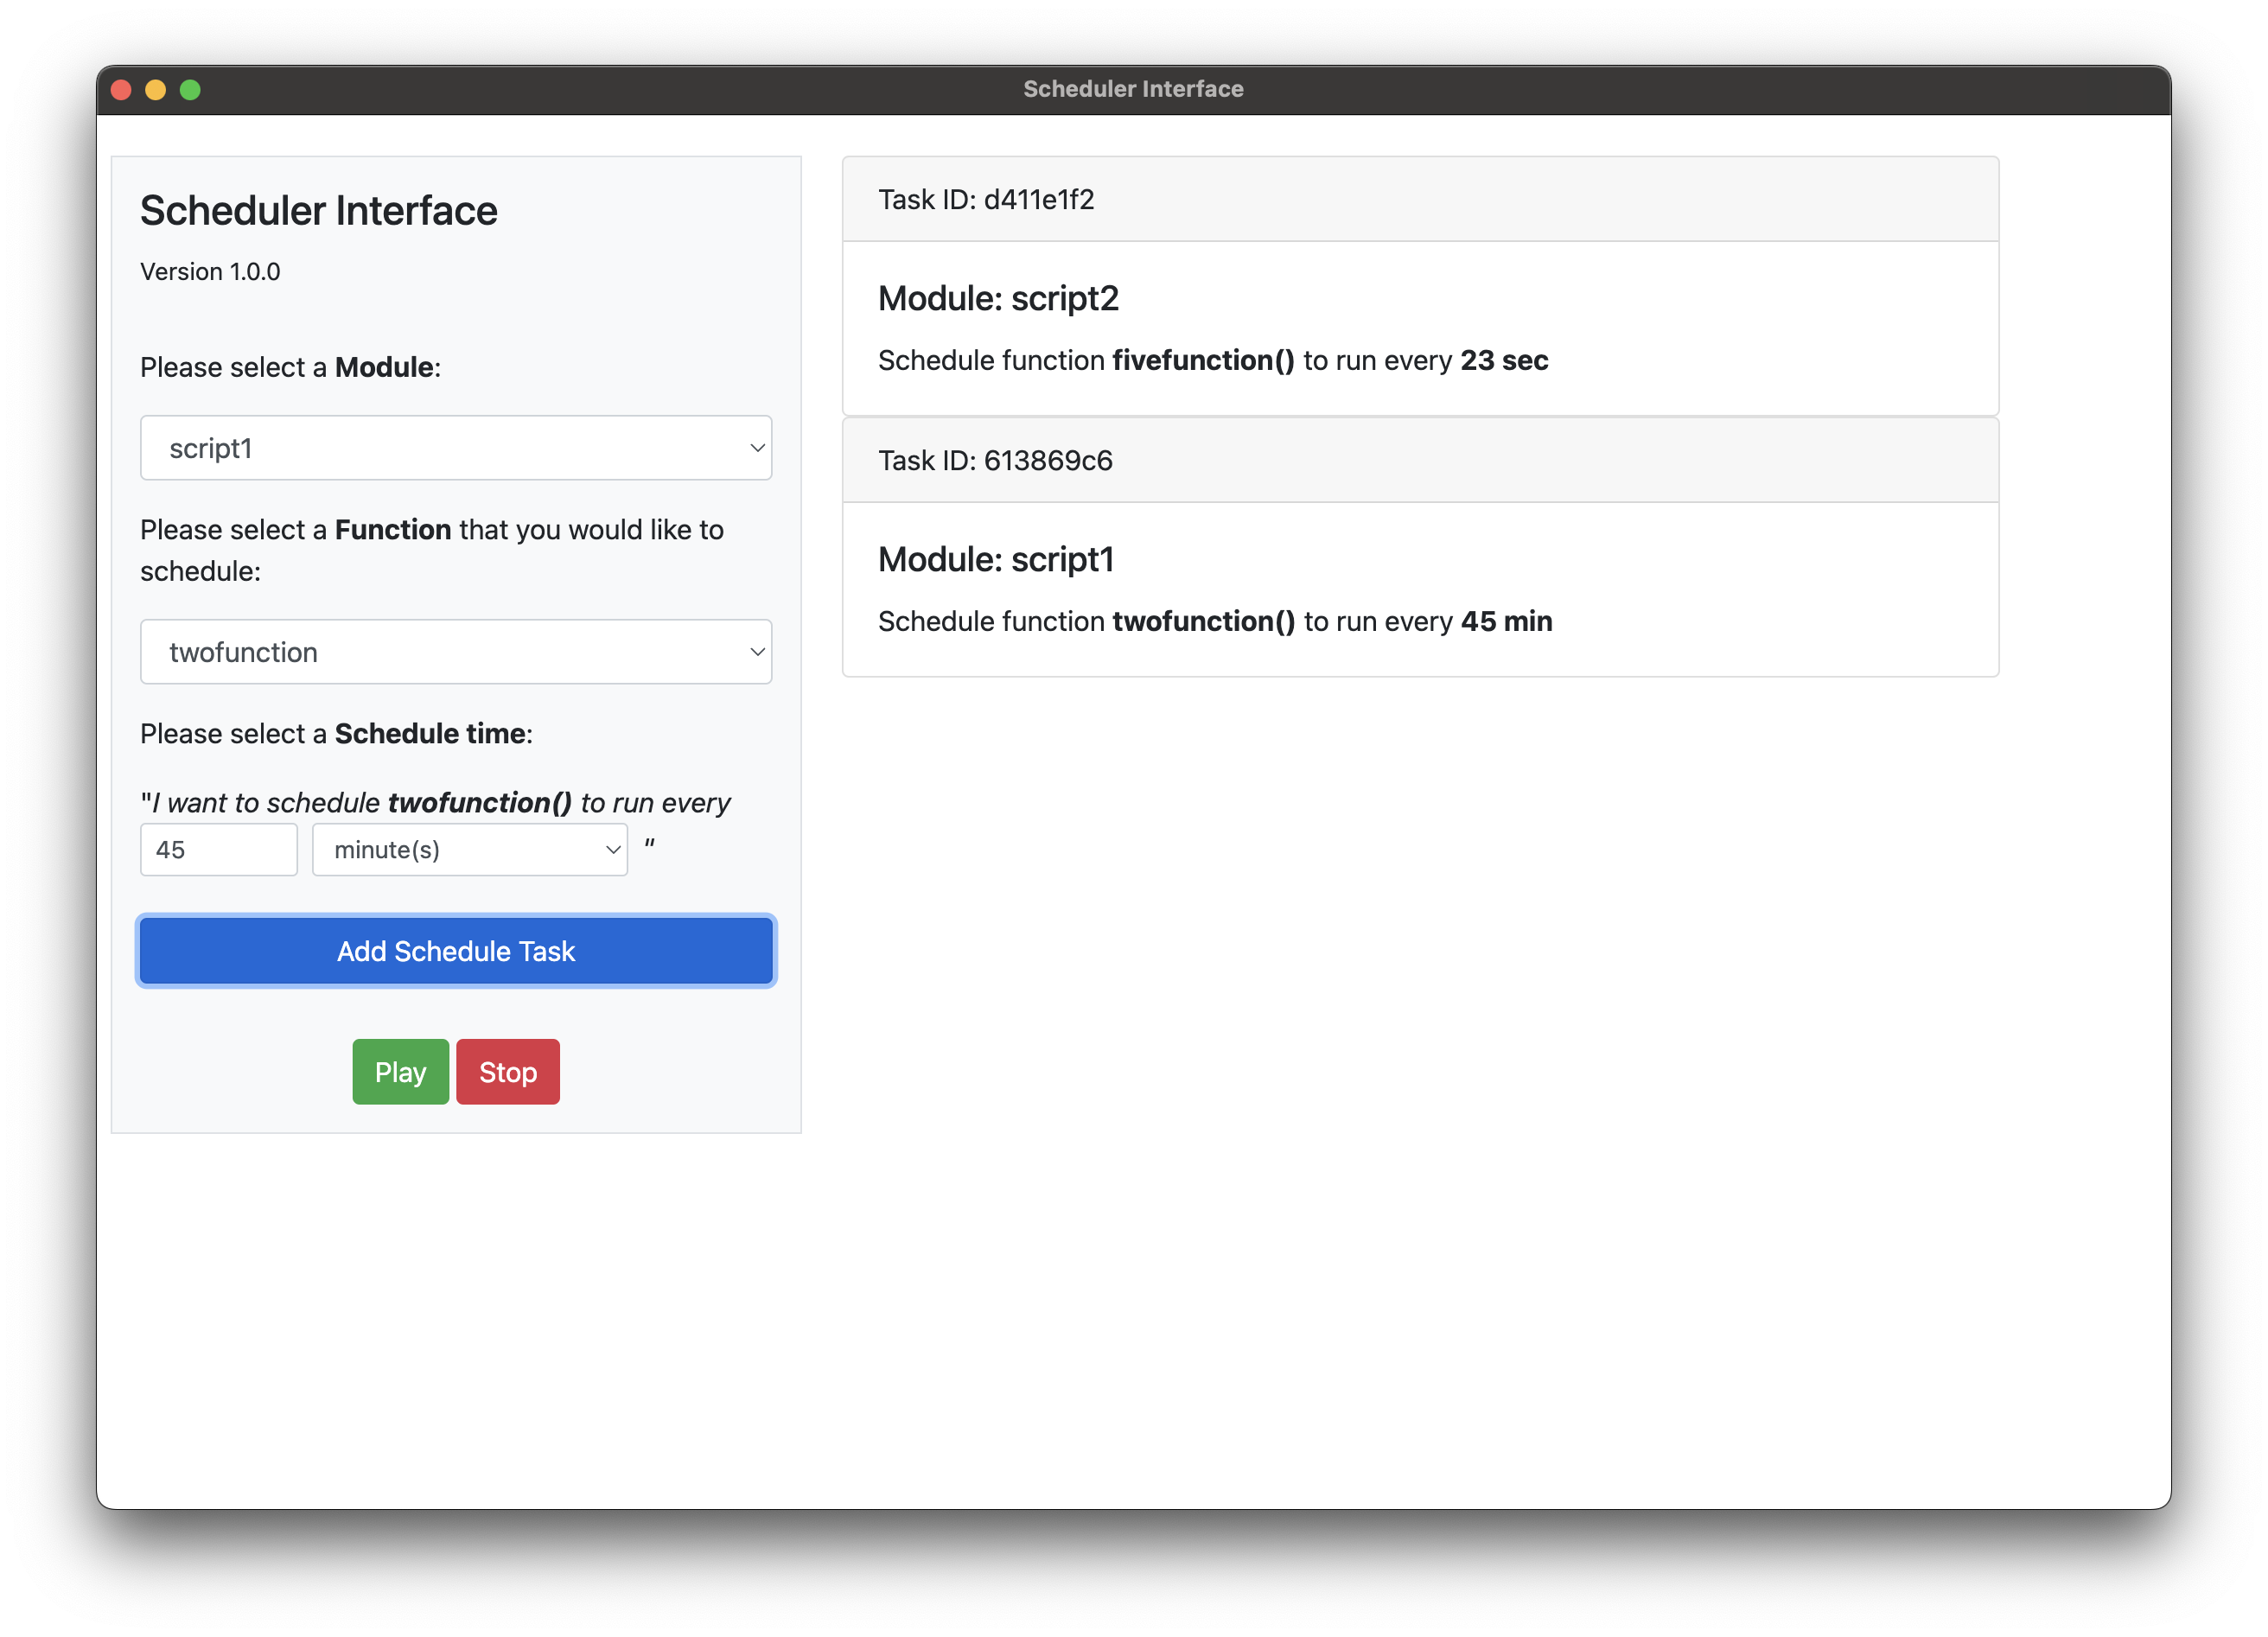 Scheduler Interface
Scheduler Interface
Version 1.0.0
Please select a Module:
script1
Please select a Function that you would like to
schedule:
twofunction
Please select a Schedule time:
"I want to schedule twofunction() to run every
45 minute(s) "
Add Schedule Task
Play Stop
Task ID: d411e1f2
Module: script2
Schedule function fivefunction() to run every 23 sec
Task ID: 613869c6
Module: script1
Schedule function twofunction() to run every 45 min